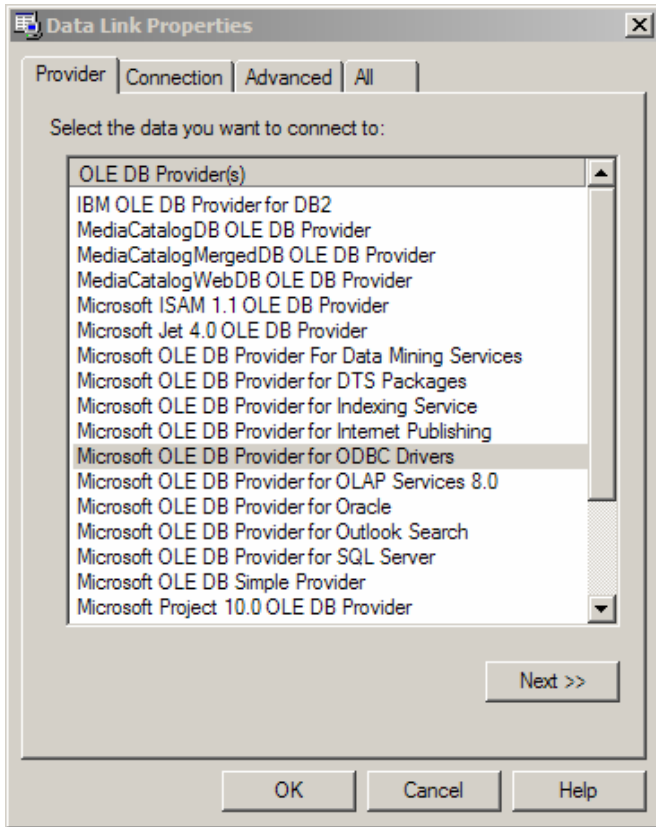 Data Link Properties
Provider Connection Advanced All
Select the data you want to connect to:
OLE DB Provider(s)
IBM OLE DB Provider for DB2
MediaCatalogDB OLE DB Provider
MediaCatalogMergedDB OLE DB Provider
MediaCatalogWebDB OLE DB Provider
Microsoft ISAM 1.1 OLE DB Provider
Microsoft Jet 4.0 OLE DB Provider
Microsoft OLE DB Provider For Data Mining Services
Microsoft OLE DB Provider for DTS Packages
Microsoft OLE DB Provider for Indexing Service
Microsoft OLE DB Provider for Internet Publishing
Microsoft OLE DB Provider for ODBC Drivers
Microsoft OLE DB Provider for OLAP Services 8.0
Microsoft OLE DB Provider for Oracle
Microsoft OLE DB Provider for Outlook Search
Microsoft OLE DB Provider for SQL Server
Microsoft OLE DB Simple Provider
Microsoft Project 10.0 OLE DB Provider
Next >>
OK Cancel Help